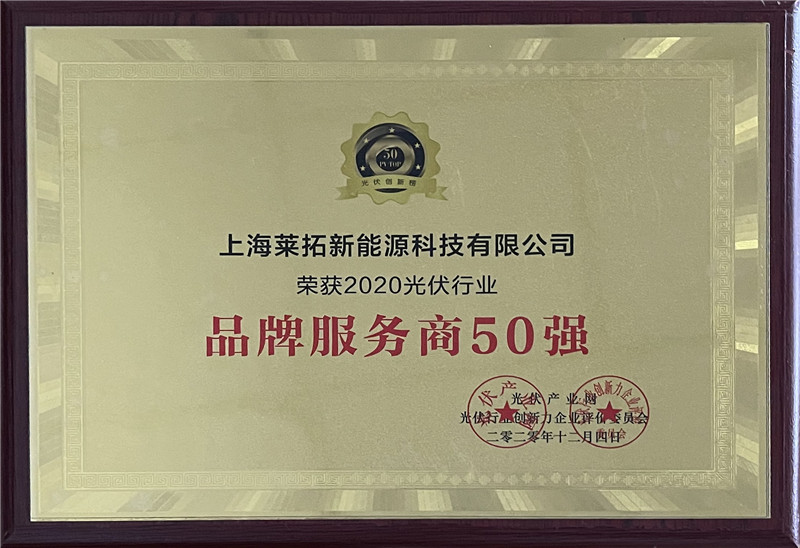 50
PV TOP
光伏创新榜
上海莱拓新能源科技有限公司
荣获2020光伏行业
品牌服务商50强
光伏产业网
光伏行业创新力企业评价委员会
二零二零年十二月四日